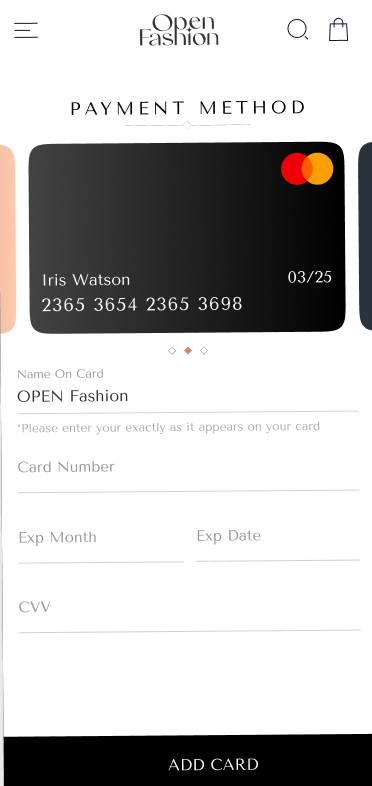 Open
Fashion
PAYMENT METHOD
Iris Watson
03/25
2365 3654 2365 3698
Name On Card
OPEN Fashion
*Please enter your exactly as it appears on your card
Card Number
Exp Month
Exp Date
CVV
ADD CARD